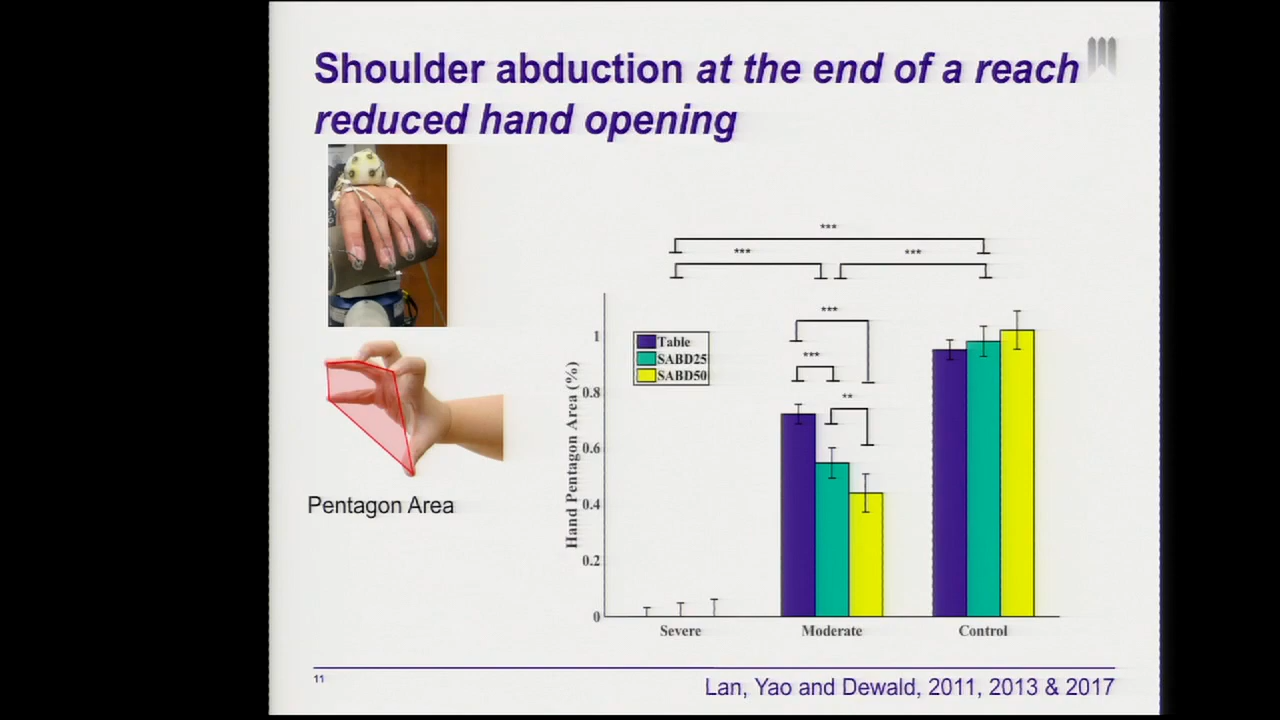 Shoulder abduction at the end of a reach
reduced hand opening
Pentagon Area
***
***
***
***
***
**
Table
SABD25
SABD50
Hand Pentagon Area (%)
1
0.8
0.6
0.4
0.2
0
Severe
Moderate
Control
11
Lan, Yao and Dewald, 2011, 2013 & 2017